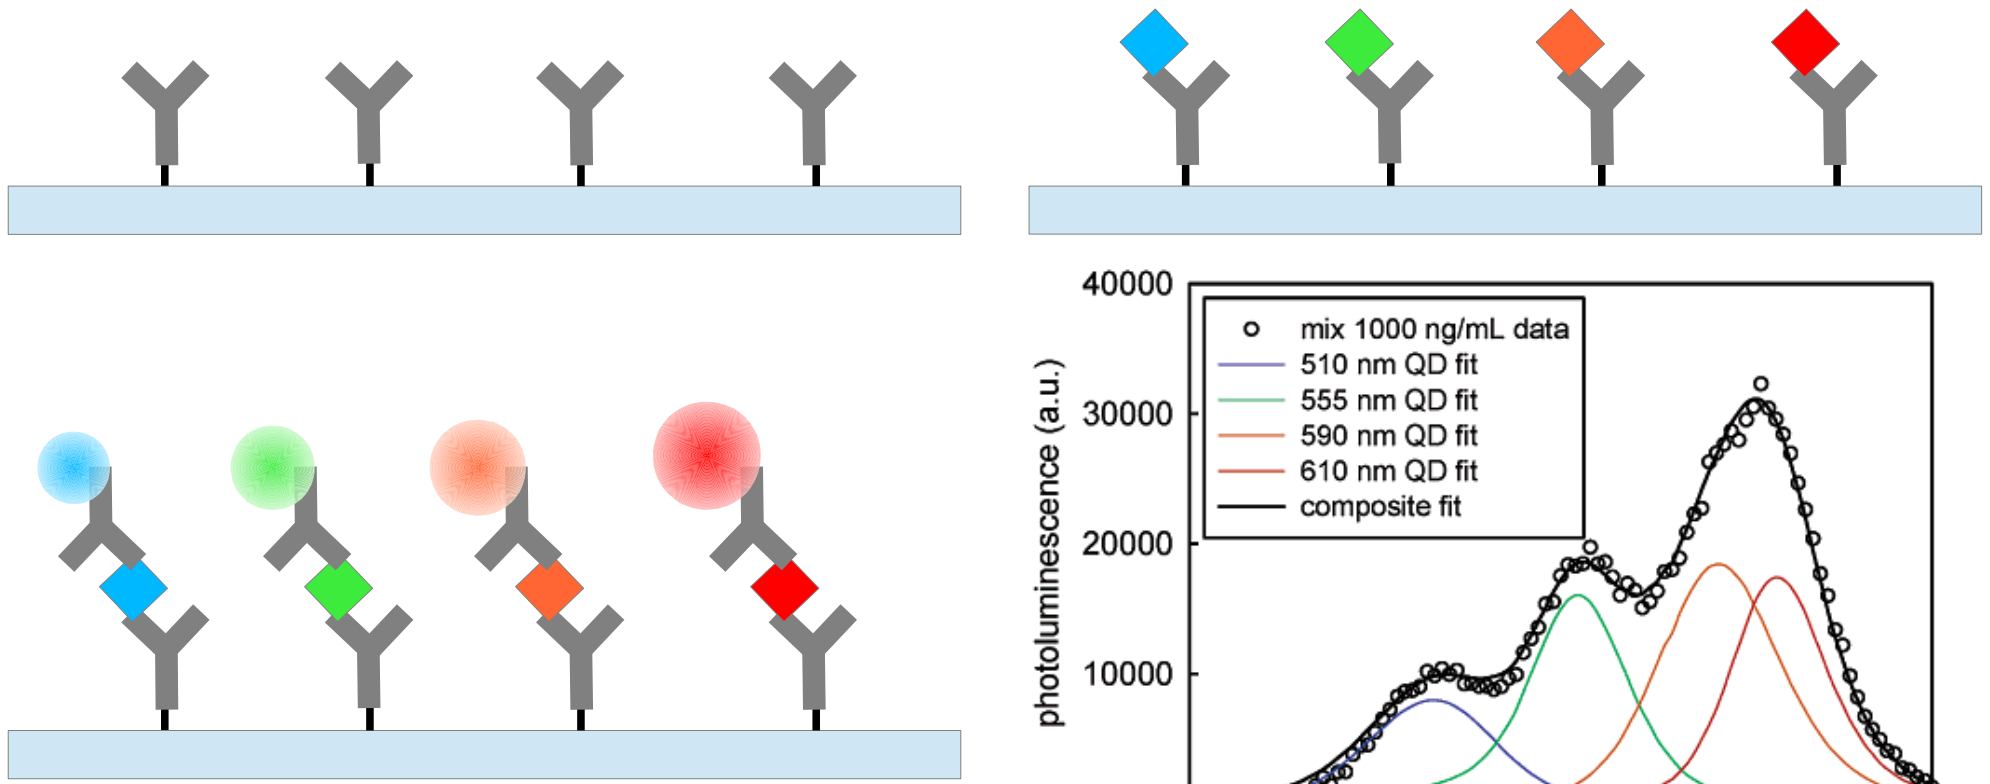 40000
mix 1000 ng/mL data
510 nm QD fit
555 nm QD fit
590 nm QD fit
610 nm QD fit
composite fit
30000
20000
10000
photoluminescence (a.u.)